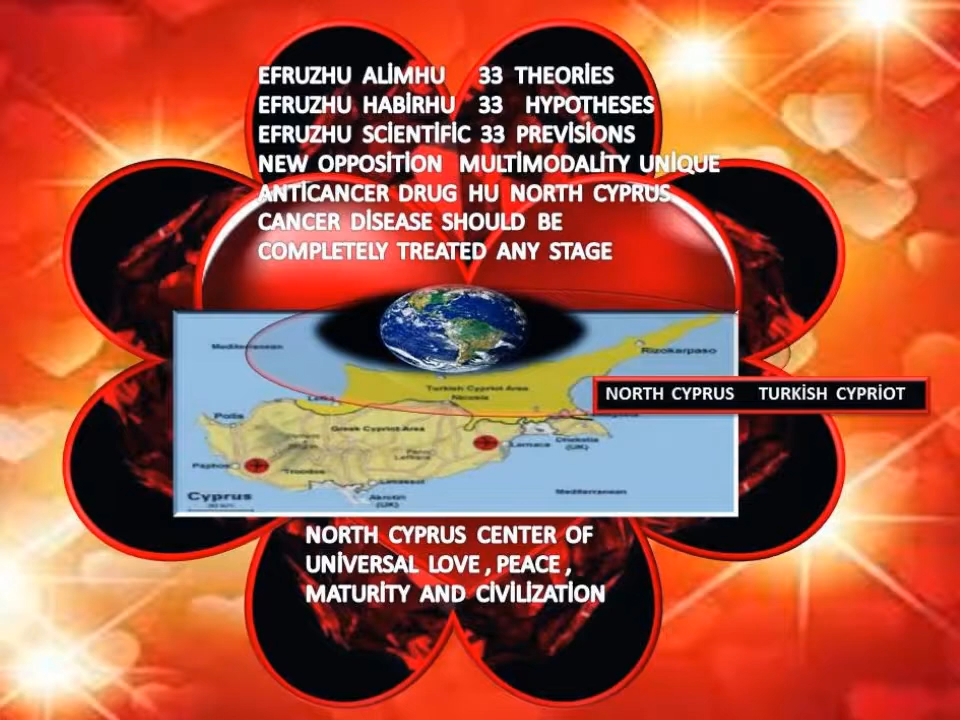 EFRUZHU ALİMHU 33 THEORİES
EFRUZHU HABİRHU 33 HYPOTHESES
EFRUZHU SCİENTİFİC 33 PREVİSİONS
NEW OPPOSİTİON MULTİMODALİTY UNİQUE
ANTİCANCER DRUG HU NORTH CYPRUS
CANCER DİSEASE SHOULD BE
COMPLETELY TREATED ANY STAGE
Mediterranean
Rizokarpaso
Turkish Cypriot Area
Nicosia
NORTH CYPRUS TURKİSH CYPRİOT
Polis
Greek Cypriot Area
Larnaca
Paphos
Troodos
Limassol
Cyprus
Akrotiri
(UK)
(UK)
Mediterranean
NORTH CYPRUS CENTER OF
UNİVERSAL LOVE , PEACE ,
MATURİTY AND CİVİLİZATİON